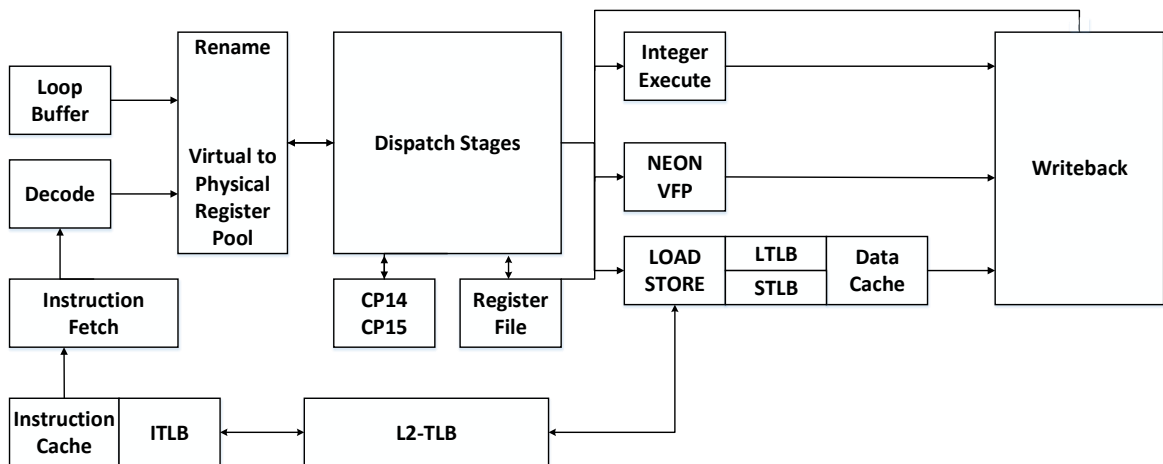 Rename
Virtual to
Physical
Register
Pool
Loop
Buffer
Decode
Instruction
Fetch
Instruction
Cache
ITLB
Dispatch Stages
CP14
CP15
Register
File
L2-TLB
Integer
Execute
NEON
VFP
LOAD
STORE
LTLB
STLB
Data
Cache
Writeback